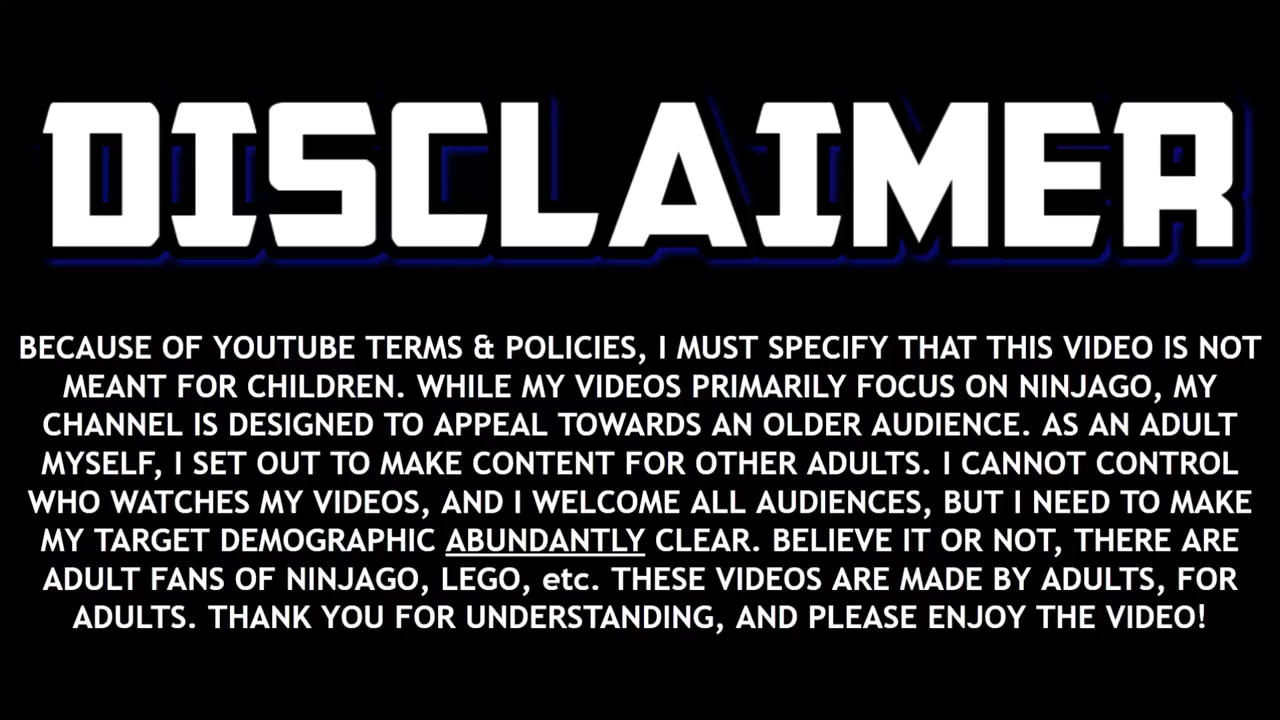 DISCLAIMER
BECAUSE OF YOUTUBE TERMS & POLICIES, I MUST SPECIFY THAT THIS VIDEO IS NOT
MEANT FOR CHILDREN. WHILE MY VIDEOS PRIMARILY FOCUS ON NINJAGO, MY
CHANNEL IS DESIGNED TO APPEAL TOWARDS AN OLDER AUDIENCE. AS AN ADULT
MYSELF, I SET OUT TO MAKE CONTENT FOR OTHER ADULTS. I CANNOT CONTROL
WHO WATCHES MY VIDEOS, AND I WELCOME ALL AUDIENCES, BUT I NEED TO MAKE
MY TARGET DEMOGRAPHIC ABUNDANTLY CLEAR. BELIEVE IT OR NOT, THERE ARE
ADULT FANS OF NINJAGO, LEGO, etc. THESE VIDEOS ARE MADE BY ADULTS, FOR
ADULTS. THANK YOU FOR UNDERSTANDING, AND PLEASE ENJOY THE VIDEO!